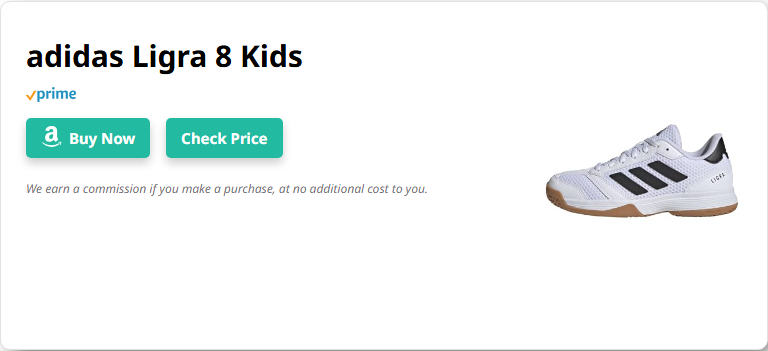 adidas Ligra 8 Kids
prime
Buy Now
Check Price
We earn a commission if you make a purchase, at no additional cost to you.
LIGRA